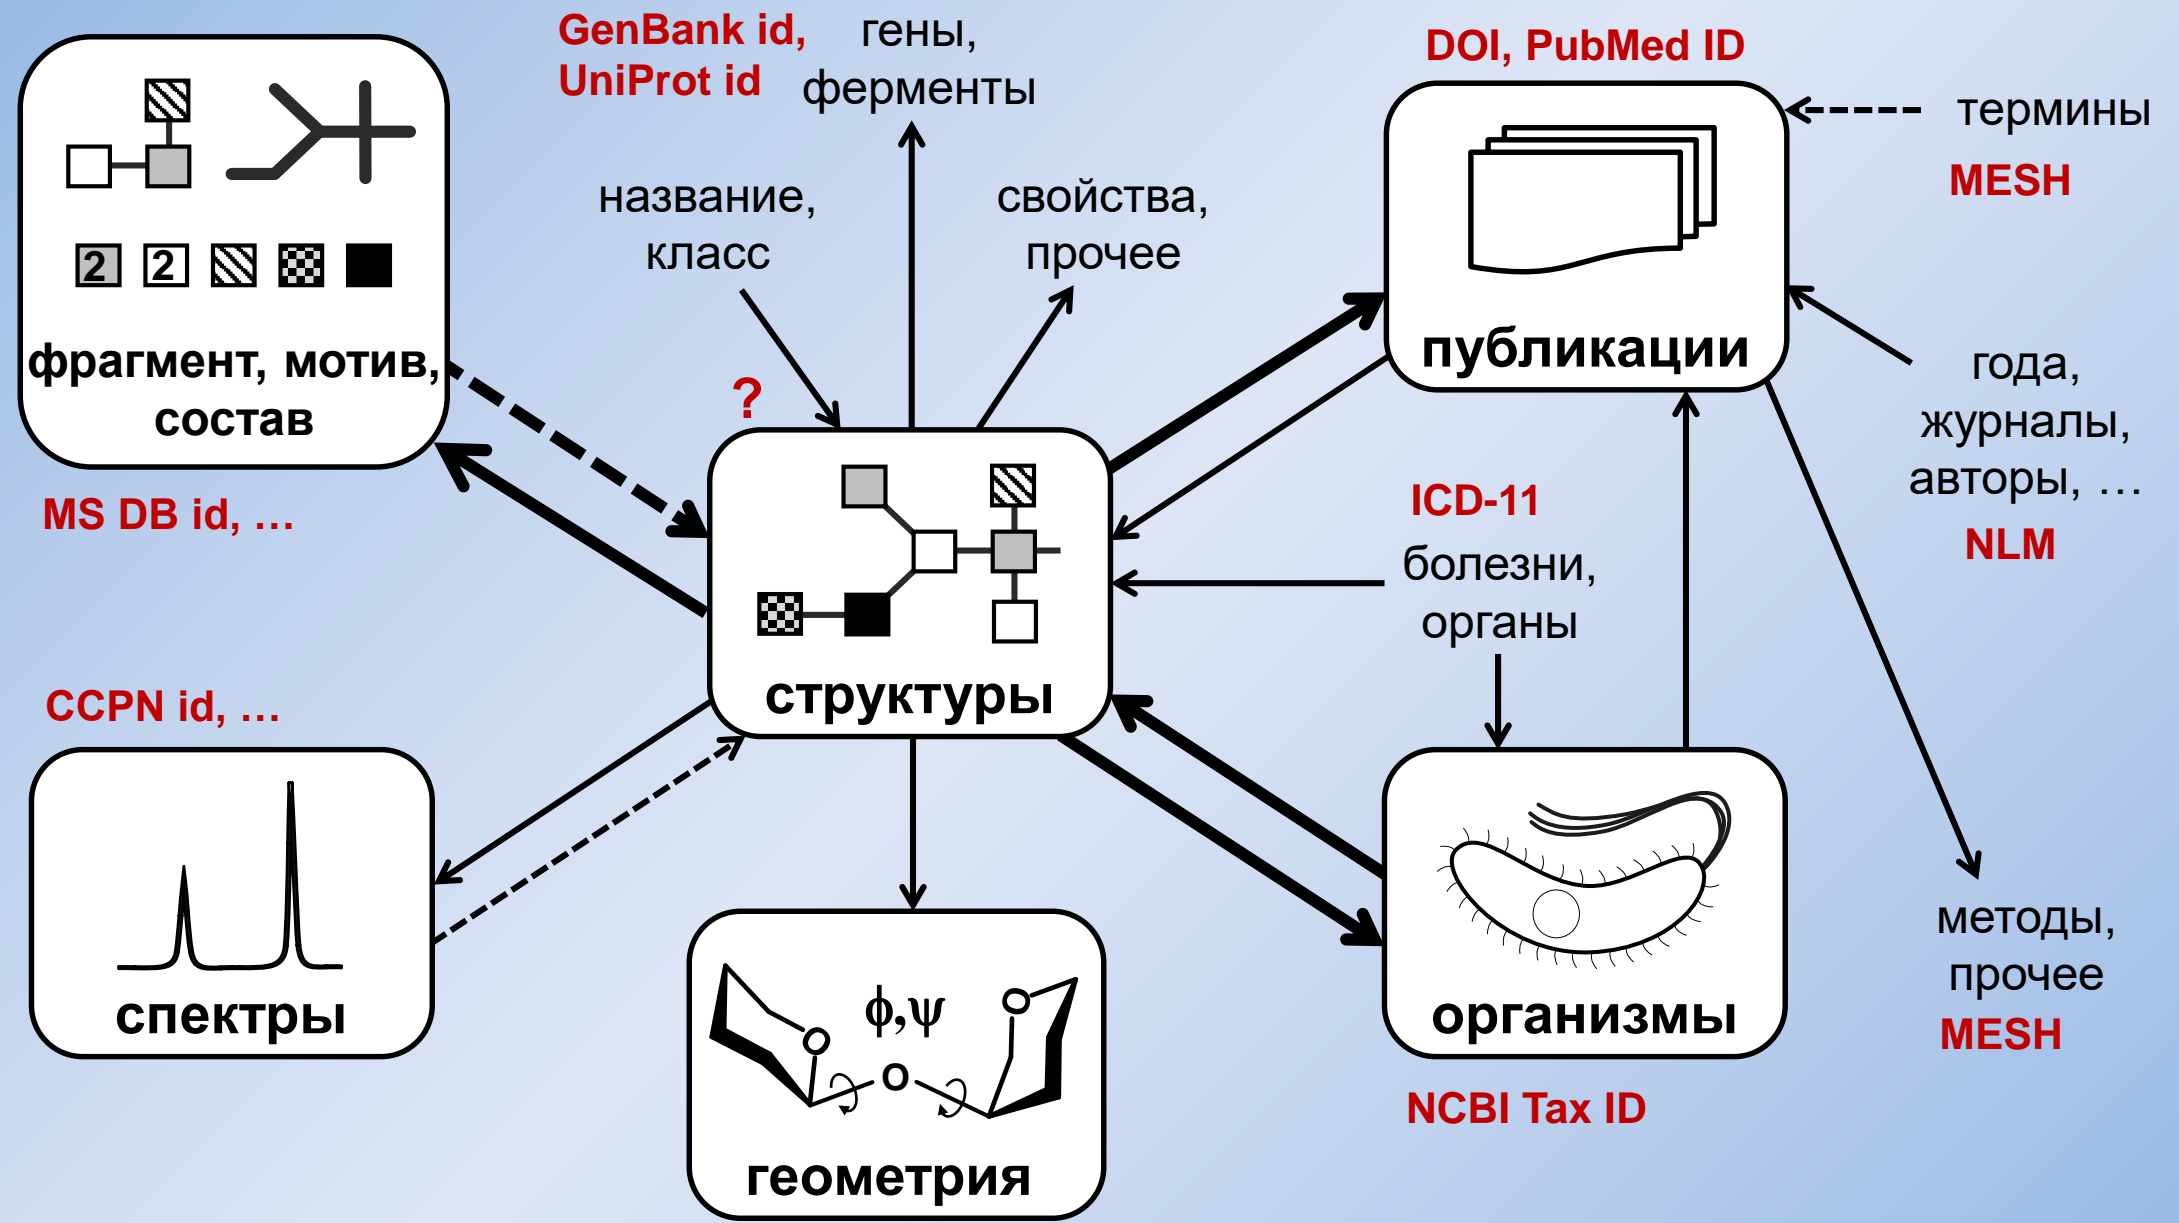 GenBank id,
UniProt id
гены,
ферменты
DOI, PubMed ID
термины
MESH
название,
класс
свойства,
прочее
2 2
фрагмент, мотив,
состав
MS DB id, …
?
публикации
года,
журналы,
авторы, …
NLM
ICD-11
болезни,
органы
структуры
CCPN id, …
спектры
ϕ,ψ
O O
O
геометрия
организмы
NCBI Tax ID
методы,
прочее
MESH